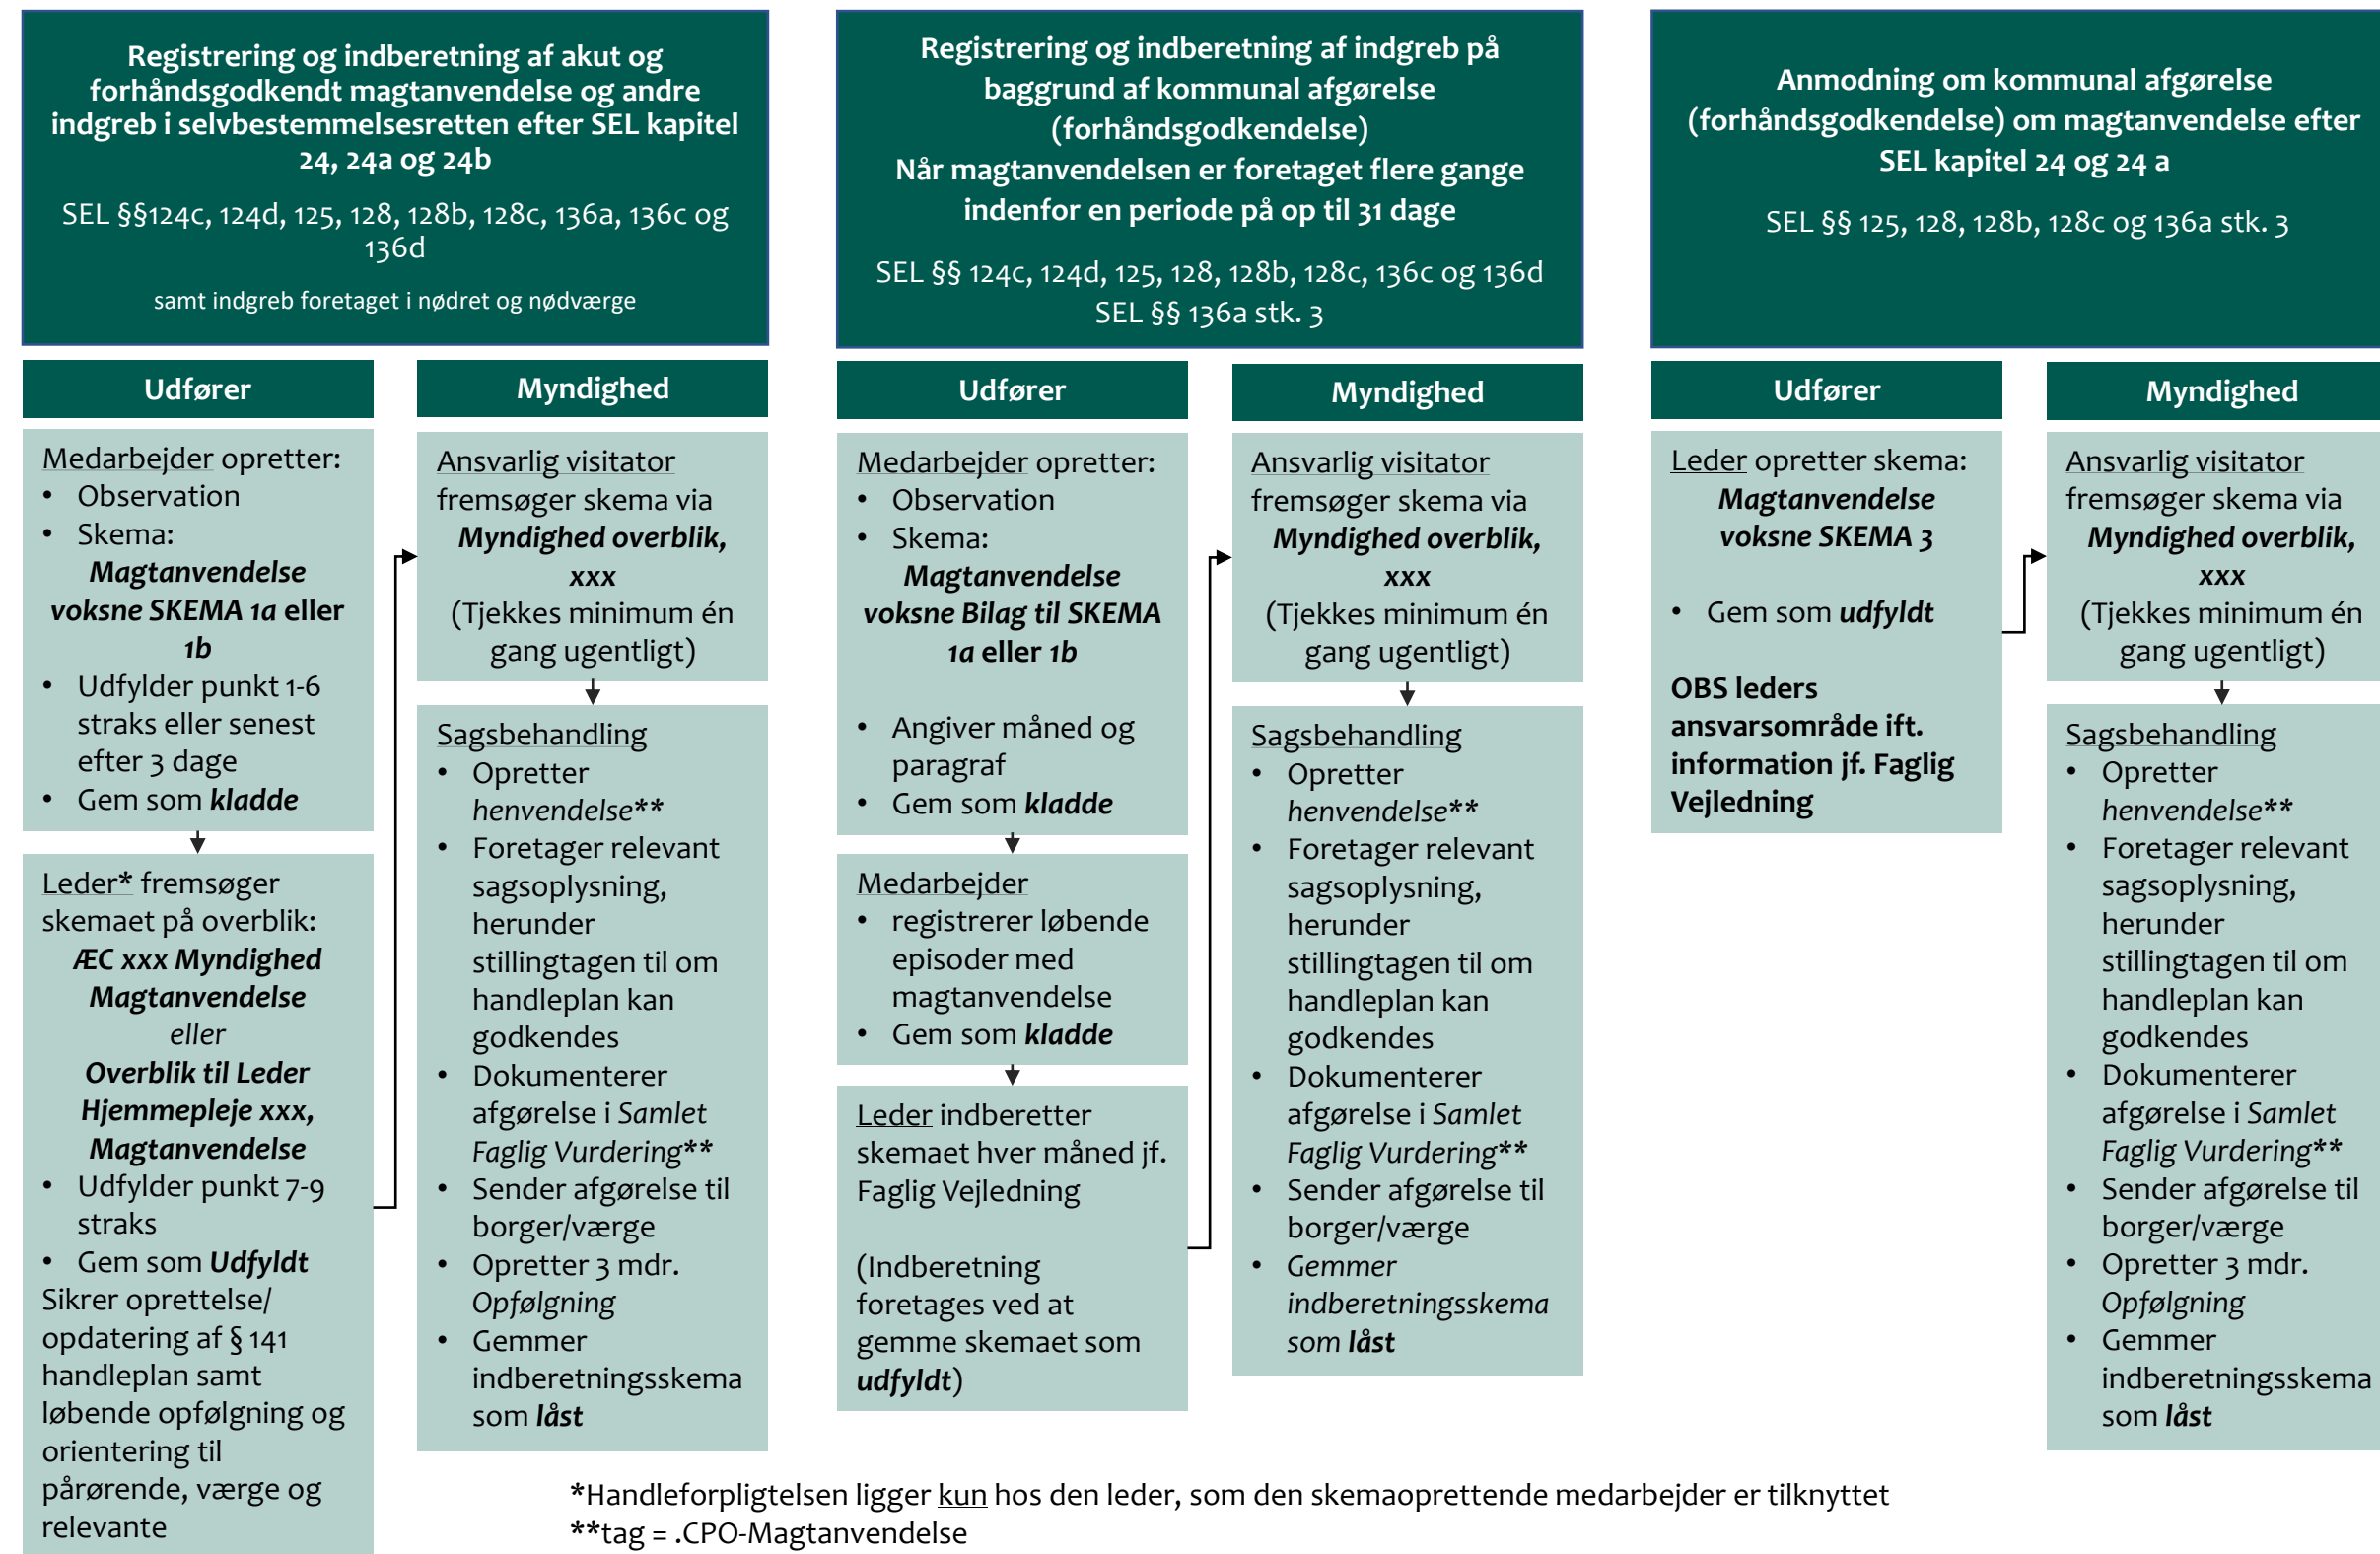 Registrering og indberetning af akut og
forhåndsgodkendt magtanvendelse og andre
indgreb i selvbestemmelsesretten efter SEL kapitel
24, 24a og 24b
SEL §§124c, 124d, 125, 128, 128b, 128c, 136a, 136c og
136d
samt indgreb foretaget i nødret og nødværge
Udfører
Medarbejder opretter:
• Observation
• Skema:
Magtanvendelse
voksne SKEMA 1a eller
1b
• Udfylder punkt 1-6
straks eller senest
efter 3 dage
• Gem som kladde
Leder* fremsøger
skemaet på overblik:
ÆC xxx Myndighed
Magtanvendelse
eller
Overblik til Leder
Hjemmepleje xxx,
Magtanvendelse
• Udfylder punkt 7-9
straks
• Gem som Udfyldt
Sikrer oprettelse/
opdatering af § 141
handleplan samt
løbende opfølgning og
orientering til
pårørende, værge og
relevante
Myndighed
Ansvarlig visitator
fremsøger skema via
Myndighed overblik,
xxx
(Tjekkes minimum én
gang ugentligt)
Sagsbehandling
• Opretter
henvendelse**
• Foretager relevant
sagsoplysning,
herunder
stillingtagen til om
handleplan kan
godkendes
• Dokumenterer
afgørelse i Samlet
Faglig Vurdering**
• Sender afgørelse til
borger/værge
• Opretter 3 mdr.
Opfølgning
• Gemmer
indberetningsskema
som låst
Registrering og indberetning af indgreb på
baggrund af kommunal afgørelse
(forhåndsgodkendelse)
Når magtanvendelsen er foretaget flere gange
indenfor en periode på op til 31 dage
SEL §§ 124c, 124d, 125, 128, 128b, 128c, 136c og 136d
SEL §§ 136a stk. 3
Udfører
Medarbejder opretter:
• Observation
• Skema:
Magtanvendelse
voksne Bilag til SKEMA
1a eller 1b
• Angiver måned og
paragraf
• Gem som kladde
Medarbejder
• registrerer løbende
episoder med
magtanvendelse
• Gem som kladde
Leder indberetter
skemaet hver måned jf.
Faglig Vejledning
(Indberetning
foretages ved at
gemme skemaet som
udfyldt)
Myndighed
Ansvarlig visitator
fremsøger skema via
Myndighed overblik,
xxx
(Tjekkes minimum én
gang ugentligt)
Sagsbehandling
• Opretter
henvendelse**
• Foretager relevant
sagsoplysning,
herunder
stillingtagen til om
handleplan kan
godkendes
• Dokumenterer
afgørelse i Samlet
Faglig Vurdering**
• Sender afgørelse til
borger/værge
• Gemmer
indberetningsskema
som låst
Anmodning om kommunal afgørelse
(forhåndsgodkendelse) om magtanvendelse efter
SEL kapitel 24 og 24 a
SEL §§ 125, 128, 128b, 128c og 136a stk. 3
Udfører
Leder opretter skema:
Magtanvendelse
voksne SKEMA 3
• Gem som udfyldt
OBS leders
ansvarsområde ift.
information jf. Faglig
Vejledning
Myndighed
Ansvarlig visitator
fremsøger skema via
Myndighed overblik,
xxx
(Tjekkes minimum én
gang ugentligt)
Sagsbehandling
• Opretter
henvendelse**
• Foretager relevant
sagsoplysning,
herunder
stillingtagen til om
handleplan kan
godkendes
• Dokumenterer
afgørelse i Samlet
Faglig Vurdering**
• Sender afgørelse til
borger/værge
• Opretter 3 mdr.
Opfølgning
• Gemmer
indberetningsskema
som låst
*Handleforpligtelsen ligger kun hos den leder, som den skemaoprettende medarbejder er tilknyttet
**tag = .CPO-Magtanvendelse